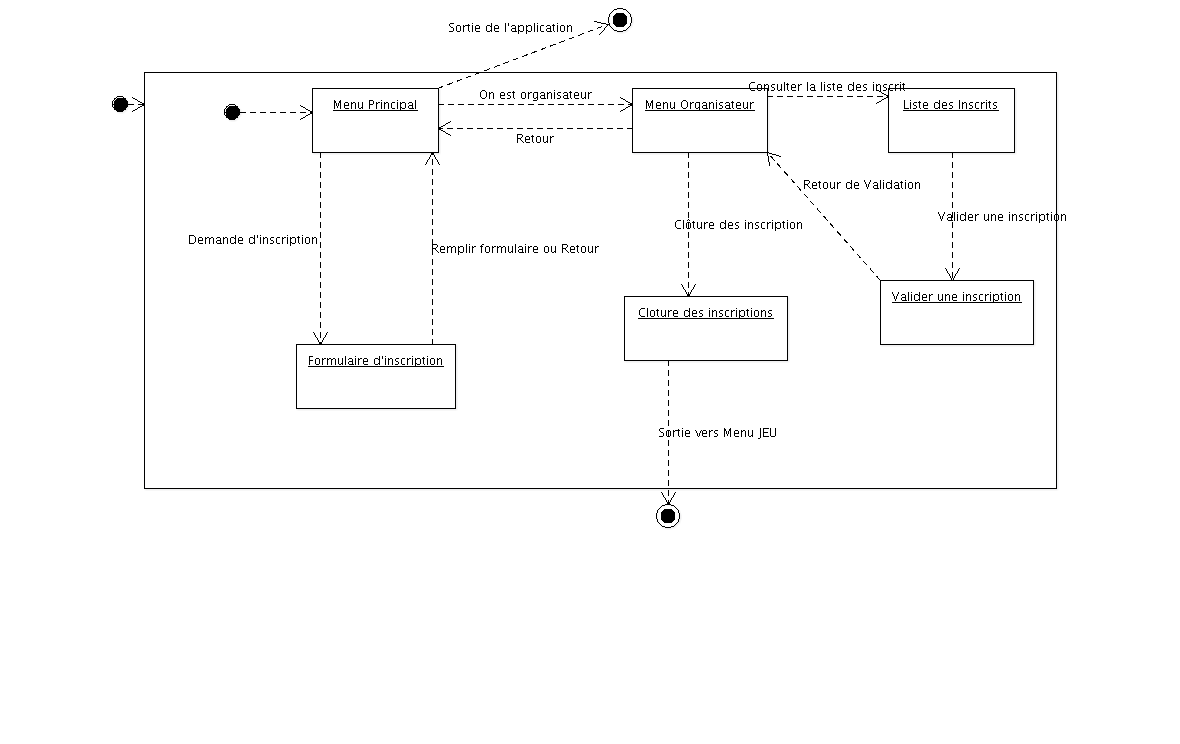 Sortie de l'application
Consulter la liste des inscrit
On est organisateur
Menu Principal
Menu Organisateur
Liste des Inscrits
Retour
Retour de Validation
Valider une inscription
Clôture des inscription
Demande d'inscription
Remplir formulaire ou Retour
Valider une inscription
Cloture des inscriptions
Formulaire d'inscription
Sortie vers Menu JEU